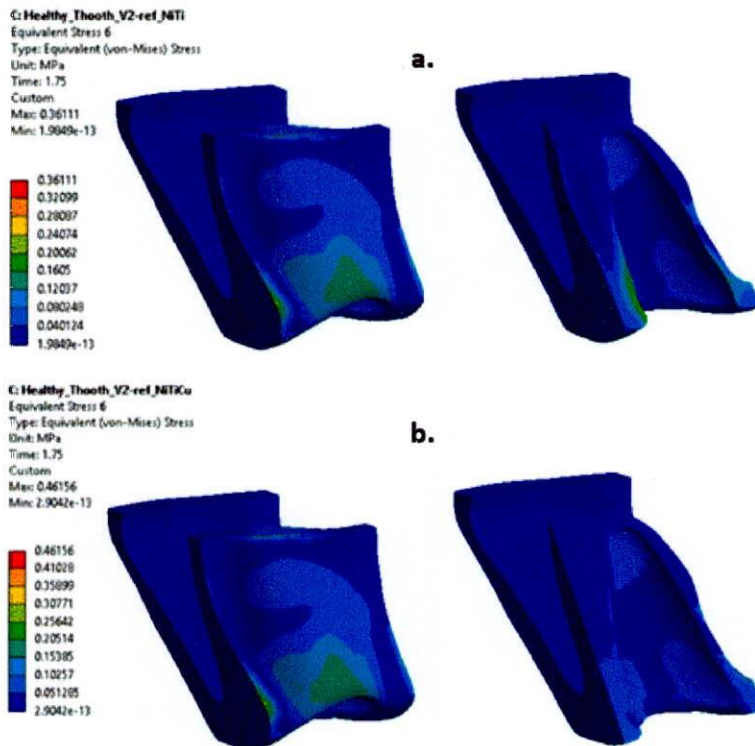 C: Healthy_Thooth_V2-ref_NiTi
Equivalent Stress 6
Type: Equivalent (von-Mises) Stress
Unit: MPa
Time: 1.75
Custom
Max: 0.36111
Min: 1.9849e-13
a.
0.36111
0.32099
0.28087
0.24074
0.20062
0.1605
0.12037
0.080248
0.040124
1.9849e-13
C: Healthy_Thooth_V2-ref_NiTiCu
Equivalent Stress 6
Type: Equivalent (von-Mises) Stress
Unit: MPa
Time: 1.75
Custom
Max: 0.46156
Min: 2.9042e-13
b.
0.46156
0.41028
0.35899
0.30771
0.25642
0.20514
0.15385
0.10257
0.051285
2.9042e-13